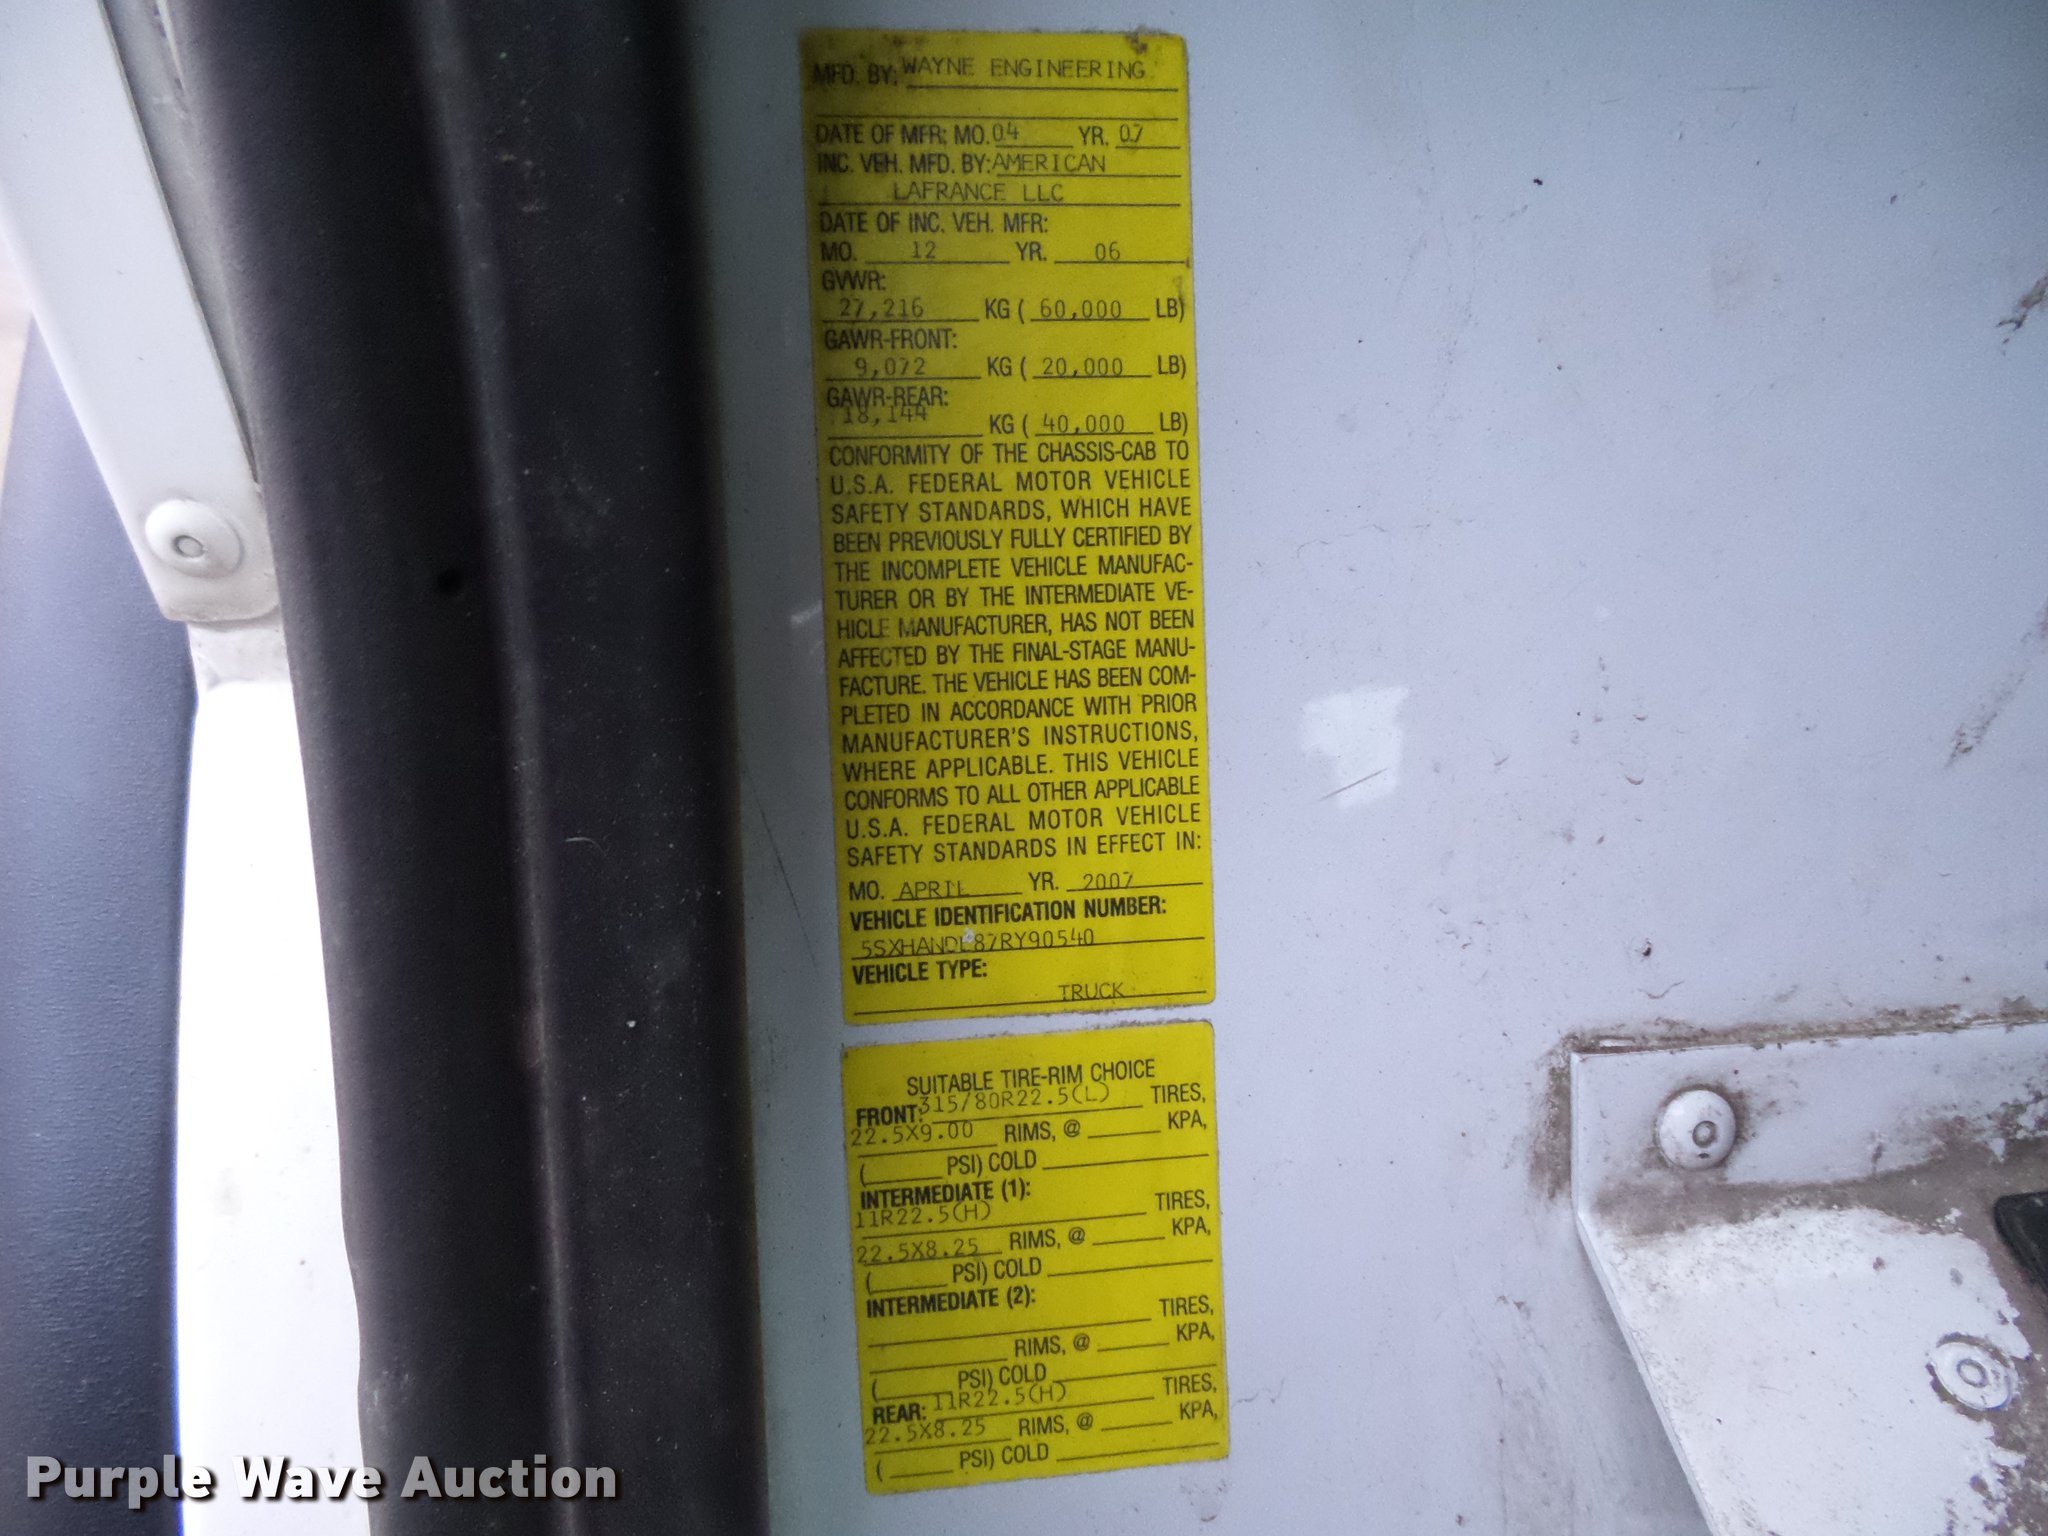 MFD. BY: WAYNE ENGINEERING
DATE OF MFR: MO. 04 YR. 07
INC. VEH. MFD. BY: AMERICAN
LAFRANCE LLC
DATE OF INC. VEH. MFR:
MO. 12 YR. 06
GVWR:
27,216 KG ( 60,000 LB)
GAWR-FRONT:
9,072 KG ( 20,000 LB)
GAWR-REAR:
18,144 KG ( 40,000 LB)
CONFORMITY OF THE CHASSIS-CAB TO
U.S.A. FEDERAL MOTOR VEHICLE
SAFETY STANDARDS, WHICH HAVE
BEEN PREVIOUSLY FULLY CERTIFIED BY
THE INCOMPLETE VEHICLE MANUFAC-
TURER OR BY THE INTERMEDIATE VE-
HICLE MANUFACTURER, HAS NOT BEEN
AFFECTED BY THE FINAL-STAGE MANU-
FACTURE. THE VEHICLE HAS BEEN COM-
PLETED IN ACCORDANCE WITH PRIOR
MANUFACTURER'S INSTRUCTIONS,
WHERE APPLICABLE. THIS VEHICLE
CONFORMS TO ALL OTHER APPLICABLE
U.S.A. FEDERAL MOTOR VEHICLE
SAFETY STANDARDS IN EFFECT IN:
MO. APRIL YR. 2007
VEHICLE IDENTIFICATION NUMBER:
VEHICLE TYPE:
TRUCK
SUITABLE TIRE-RIM CHOICE
FRONT: 315/80R22.5(L) TIRES,
22.5X9.00 RIMS, @ KPA,
( PSI) COLD
INTERMEDIATE (1):
11R22.5(H) TIRES,
22.5X8.25 RIMS, @ KPA,
( PSI) COLD
INTERMEDIATE (2):
TIRES,
RIMS, @ KPA,
( PSI) COLD
REAR: 11R22.5(H) TIRES,
22.5X8.25 RIMS, @ KPA,
( PSI) COLD
Purple Wave Auction